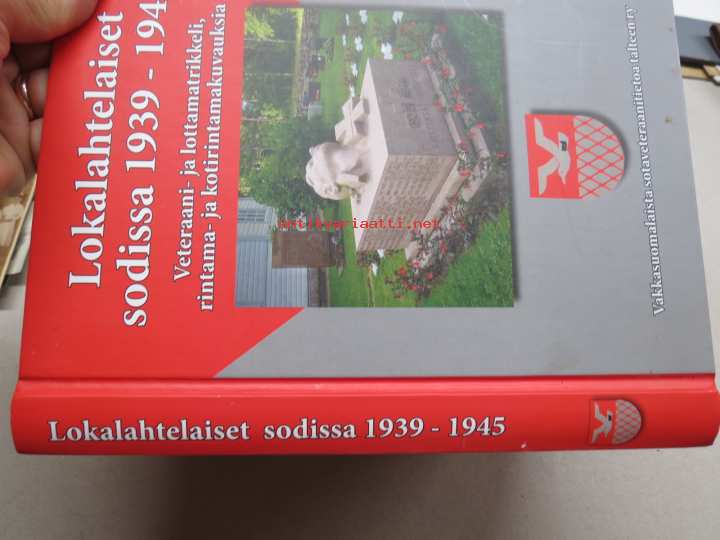 Lokalahtelaiset
sodissa 1939 - 194
Veteraani- ja lottamatrikkeli,
rintama- ja kotirintamakuvauksia
antikvariaatti.net
Vakkasuomalaista sotaveteraanitietoa talteen ry
Lokalahtelaiset sodissa 1939 - 1945